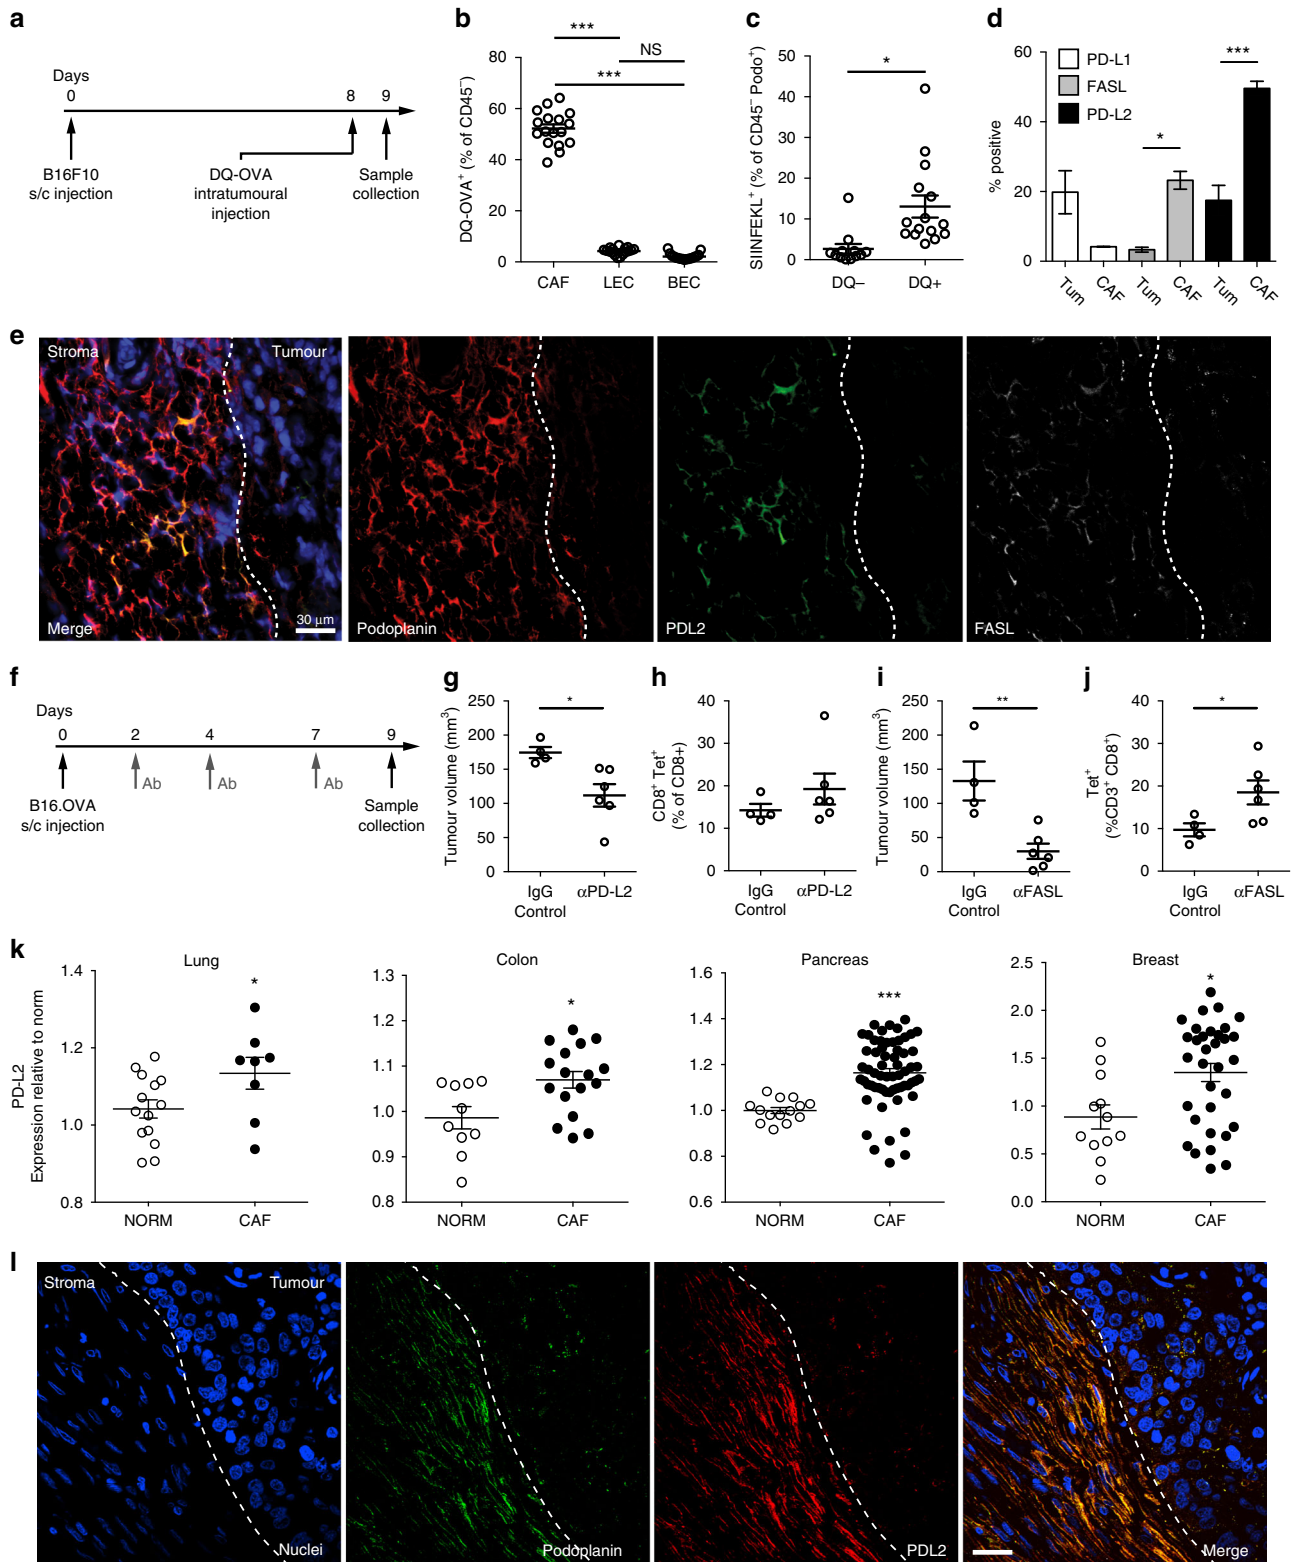 a
Days
0 8 9
B16F10
s/c injection
DQ-OVA
intratumoural
injection
Sample
collection
b
DQ-OVA⁺ (% of CD45⁻)
80
60
40
20
0
***
NS
***
CAF LEC BEC
c
SIINFEKL⁺ (% of CD45⁻ Podo⁺)
50
40
30
20
10
0
*
DQ– DQ+
d
% positive
60
40
20
0
PD-L1
FASL
PD-L2
*
***
Tum CAF Tum CAF Tum CAF
e
Stroma Tumour
Merge
30 μm
Podoplanin
PDL2
FASL
f
Days
0 2 4 7 9
Ab Ab Ab
B16.OVA
s/c injection
Sample
collection
g
Tumour volume (mm³)
250
200
150
100
50
0
*
IgG
Control
αPD-L2
h
CD8⁺ Tet⁺
(% of CD8+)
40
30
20
10
0
IgG
Control
αPD-L2
i
Tumour volume (mm³)
250
200
150
100
50
0
**
IgG
Control
αFASL
j
Tet⁺
(%CD3⁺ CD8⁺)
40
30
20
10
0
*
IgG
Control
αFASL
k
PD-L2
Expression relative to norm
Lung
1.4
1.2
1.0
0.8
*
NORM CAF
Colon
1.3
1.2
1.1
1.0
0.9
0.8
*
NORM CAF
Pancreas
1.6
1.4
1.2
1.0
0.8
0.6
***
NORM CAF
Breast
2.5
2.0
1.5
1.0
0.5
0.0
*
NORM CAF
l
Stroma Tumour
Nuclei
Podoplanin
PDL2
Merge